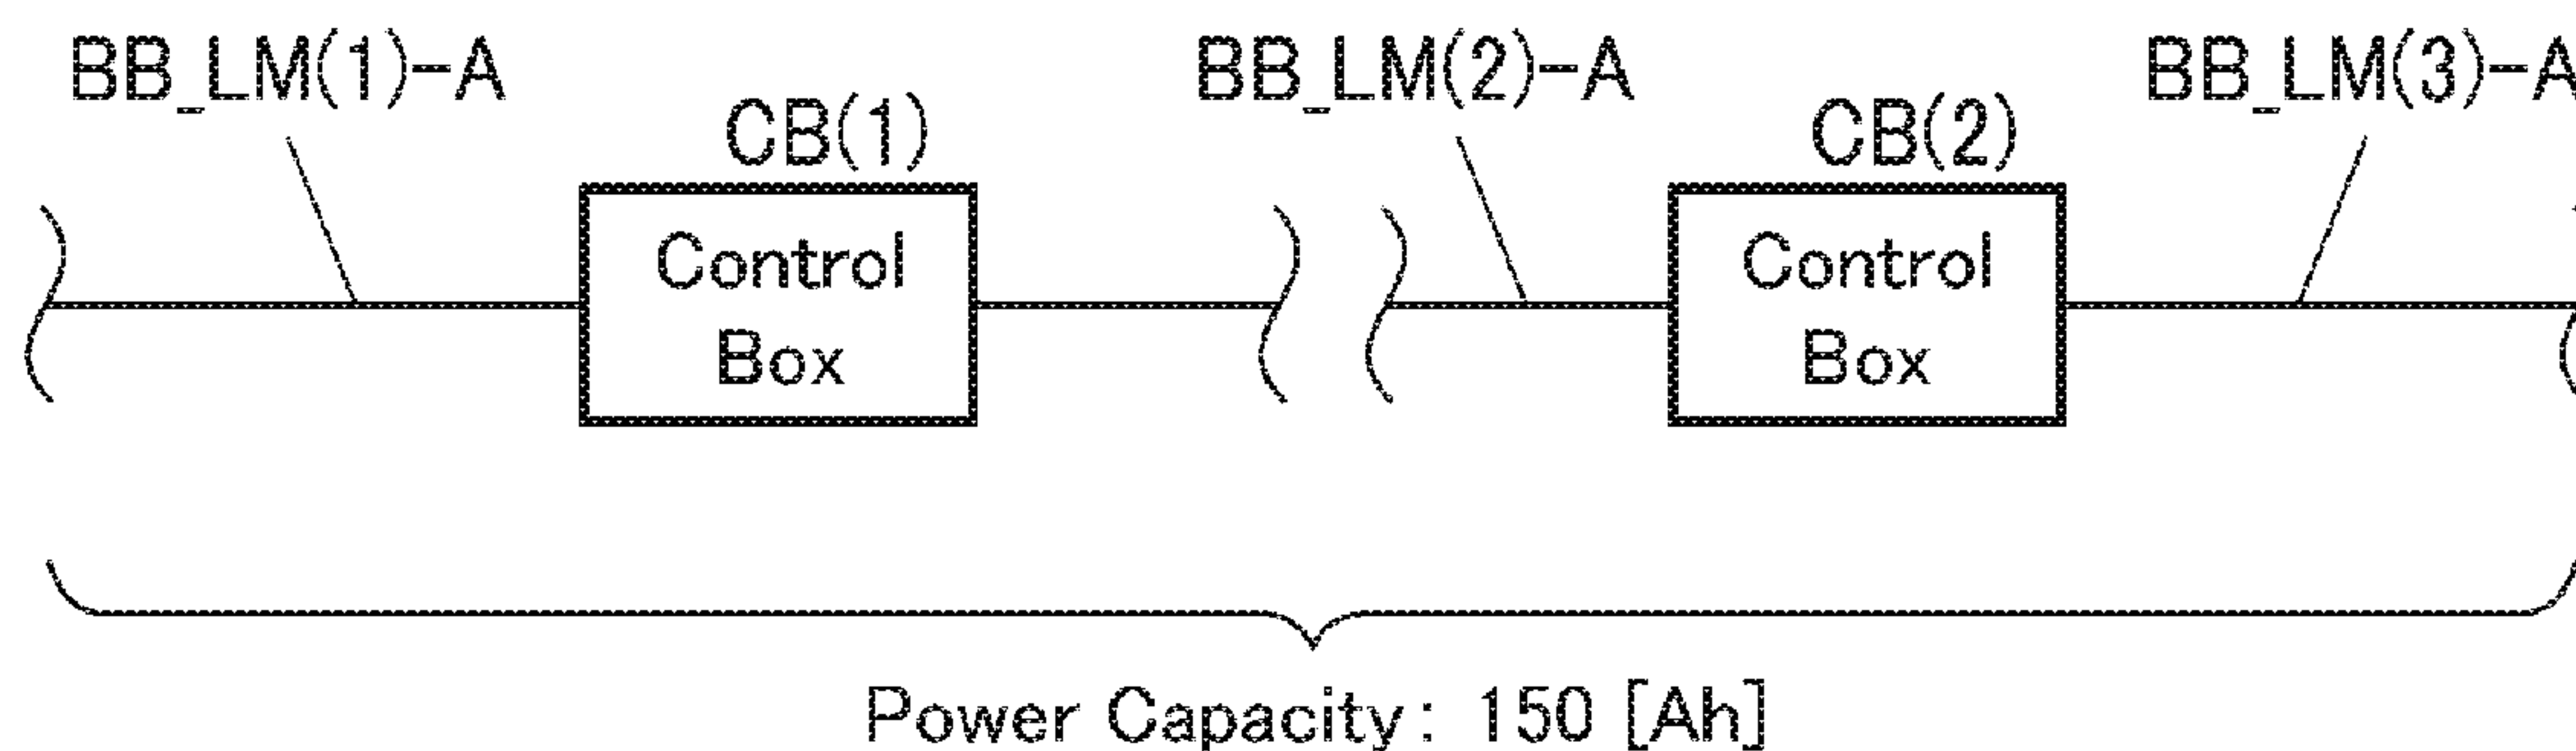 BB_LM(1)-A
CB(1)
BB_LM(2)-A
CB(2)
BB_LM(3)-A
Control
Box
Control
Box
Power Capacity: 150 [Ah]